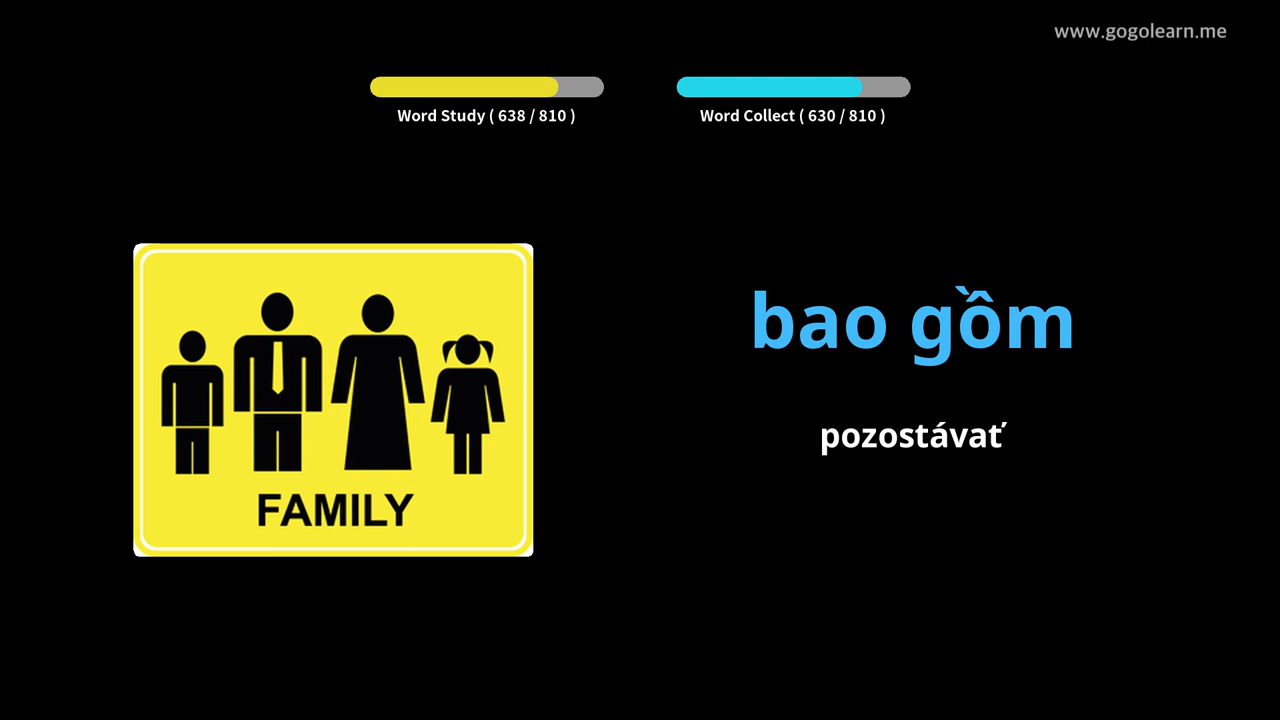 www.gogolearn.me
Word Study ( 638 / 810 )
Word Collect ( 630 / 810 )
bao gồm
pozostávať
FAMILY